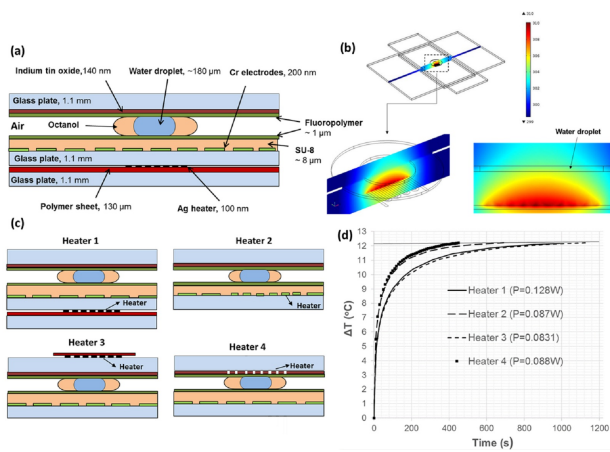 (a)
Indium tin oxide,140 nm
Water droplet, ~180 µm
Cr electrodes, 200 nm
Glass plate, 1.1 mm
Air
Octanol
Fluoropolymer
~ 1 µm
SU-8
~ 8 µm
Glass plate, 1.1 mm
Glass plate, 1.1 mm
Polymer sheet, 130 µm
Ag heater, 100 nm
(b)
Water droplet
(c)
Heater 1
Heater 2
Heater
Heater
Heater 3
Heater 4
Heater
Heater
(d)
ΔT (°C)
13
12
11
10
9
8
7
6
5
4
3
2
1
0
Heater 1 (P=0.128W)
Heater 2 (P=0.087W)
Heater 3 (P=0.0831)
Heater 4 (P=0.088W)
0 200 400 600 800 1000 1200
Time (s)